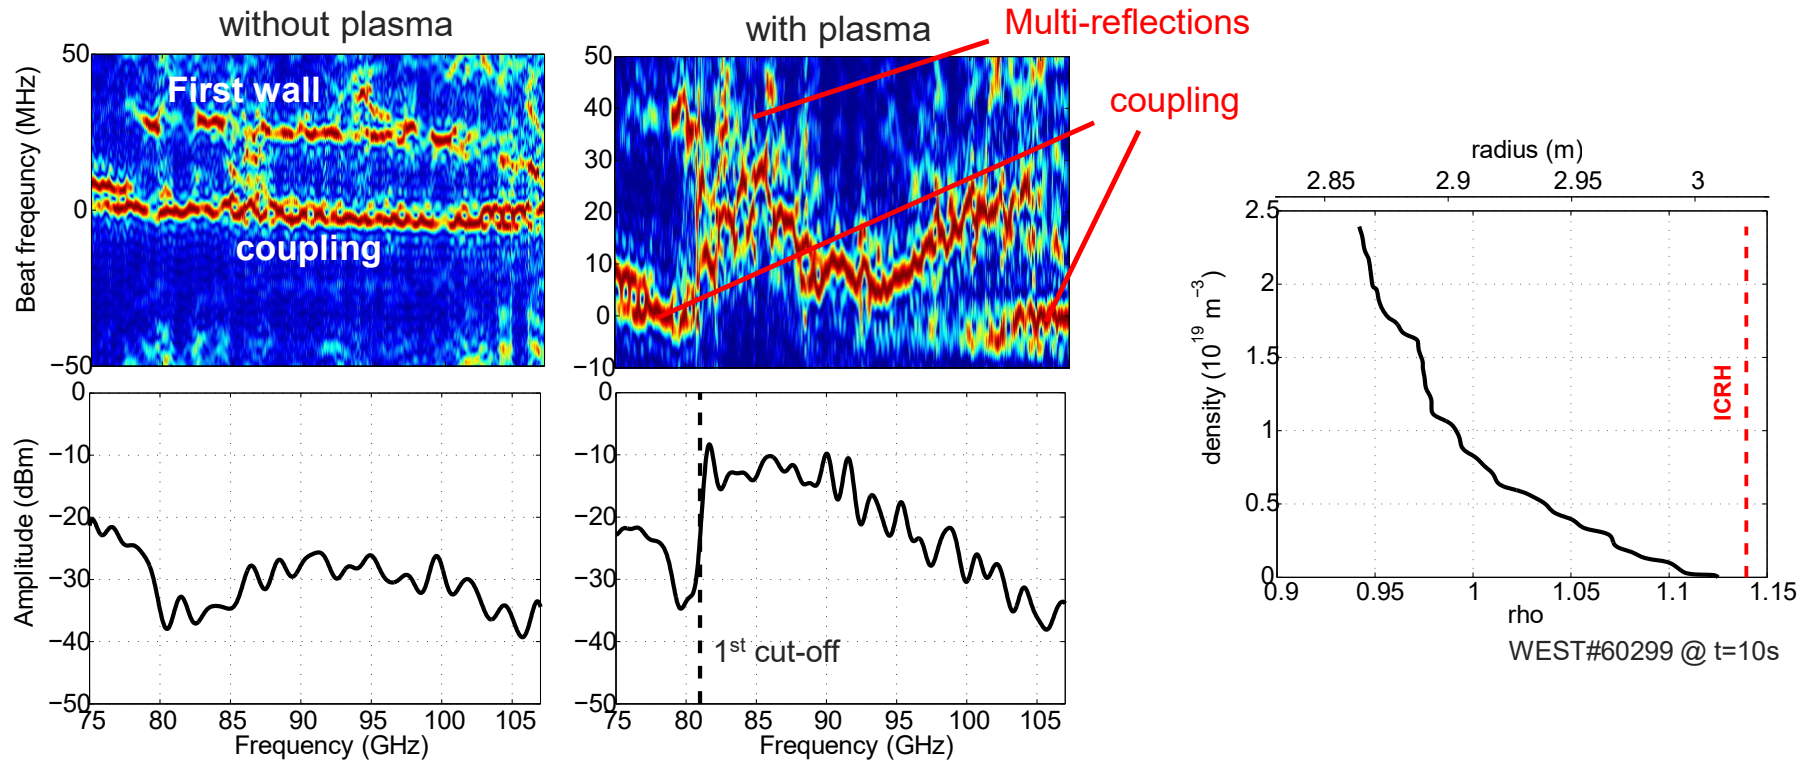 without plasma
with plasma
Multi-reflections
coupling
50
0
−50
Beat freqeuncy (MHz)
First wall
coupling
50
40
30
20
10
0
−10
0
−10
−20
−30
−40
−50
Amplitude (dBm)
75 80 85 90 95 100 105
Frequency (GHz)
0
−10
−20
−30
−40
−50
1st cut-off
75 80 85 90 95 100 105
Frequency (GHz)
radius (m)
2.85 2.9 2.95 3
2.5
2
1.5
1
0.5
0
density (10^19 m^−3)
ICRH
0.9 0.95 1 1.05 1.1 1.15
rho
WEST#60299 @ t=10s